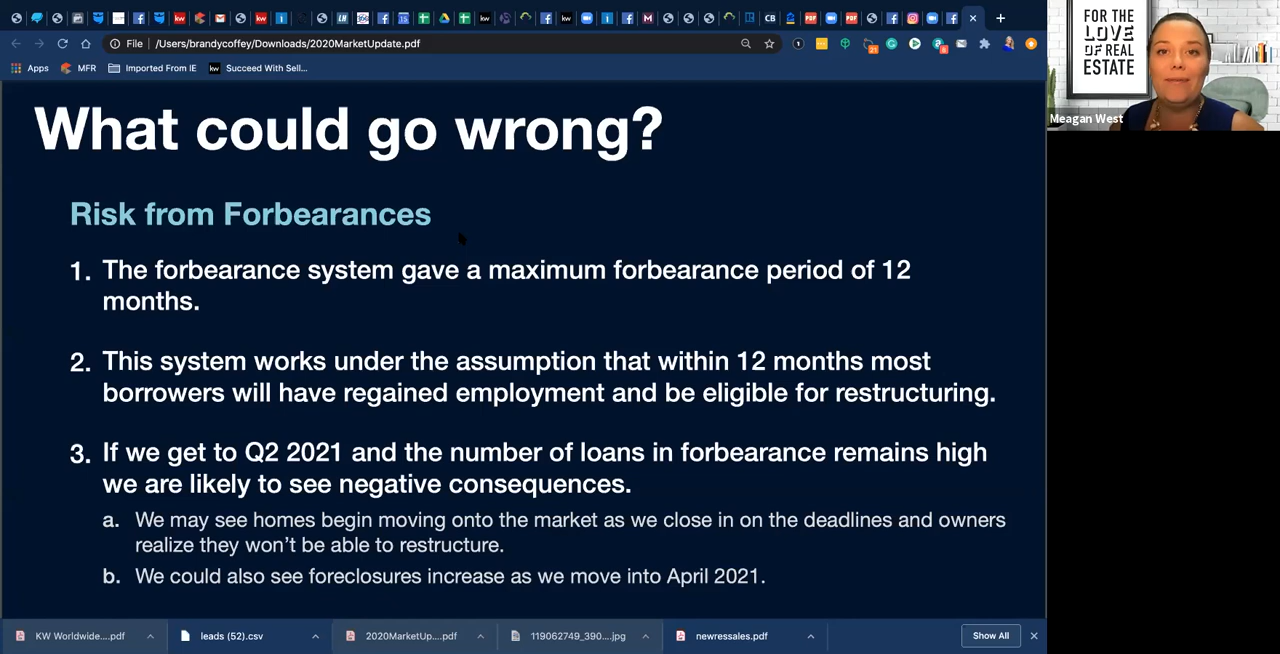 File /Users/brandycoffey/Downloads/2020MarketUpdate.pdf
Apps MFR Imported From IE kw Succeed With Sell...
FOR THE
LOVE
OF REAL
ESTATE
Meagan West
What could go wrong?
Risk from Forbearances
1. The forbearance system gave a maximum forbearance period of 12
months.
2. This system works under the assumption that within 12 months most
borrowers will have regained employment and be eligible for restructuring.
3. If we get to Q2 2021 and the number of loans in forbearance remains high
we are likely to see negative consequences.
a. We may see homes begin moving onto the market as we close in on the deadlines and owners
realize they won't be able to restructure.
b. We could also see foreclosures increase as we move into April 2021.
KW Worldwide....pdf leads (52).csv 2020MarketUp....pdf 119062749_390....jpg newressales.pdf Show All